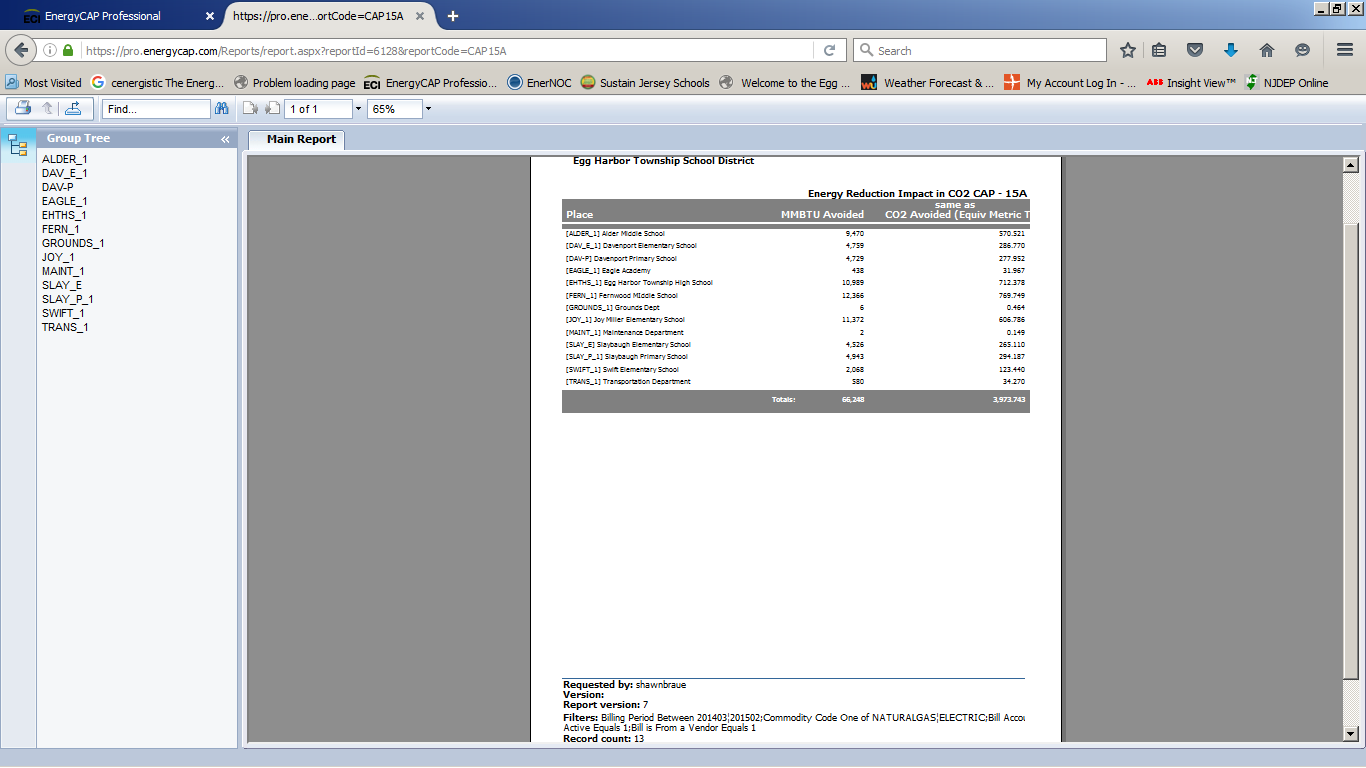 ECI EnergyCAP Professional
https://pro.ene...ortCode=CAP15A
https://pro.energycap.com/Reports/report.aspx?reportId=6128&reportCode=CAP15A
Search
Most Visited
cenergistic The Energ...
Problem loading page
ECI EnergyCAP Professio...
EnerNOC
Sustain Jersey Schools
Welcome to the Egg ...
Weather Forecast & ...
My Account Log In - ...
ABB Insight View™
NJDEP Online
Find...
1 of 1
65%
Group Tree
«
Main Report
ALDER_1
DAV_E_1
DAV-P
EAGLE_1
EHTHS_1
FERN_1
GROUNDS_1
JOY_1
MAINT_1
SLAY_E
SLAY_P_1
SWIFT_1
TRANS_1
Egg Harbor Township School District
Energy Reduction Impact in CO2 CAP - 15A
same as
Place MMBTU Avoided CO2 Avoided (Equiv Metric T
[ALDER_1] Alder Middle School 9,470 570.521
[DAV_E_1] Davenport Elementary School 4,759 286.770
[DAV-P] Davenport Primary School 4,729 277.952
[EAGLE_1] Eagle Academy 438 31.967
[EHTHS_1] Egg Harbor Township High School 10,989 712.378
[FERN_1] Fernwood Middle School 12,366 769.749
[GROUNDS_1] Grounds Dept 6 0.464
[JOY_1] Joy Miller Elementary School 11,372 606.786
[MAINT_1] Maintenance Department 2 0.149
[SLAY_E] Slaybaugh Elementary School 4,526 265.110
[SLAY_P_1] Slaybaugh Primary School 4,943 294.187
[SWIFT_1] Swift Elementary School 2,068 123.440
[TRANS_1] Transportation Department 580 34.270
Totals: 66,248 3,973.743
Requested by: shawnbraue
Version:
Report version: 7
Filters: Billing Period Between 201403¦201502;Commodity Code One of NATURALGAS¦ELECTRIC;Bill Accou
Active Equals 1;Bill is From a Vendor Equals 1
Record count: 13